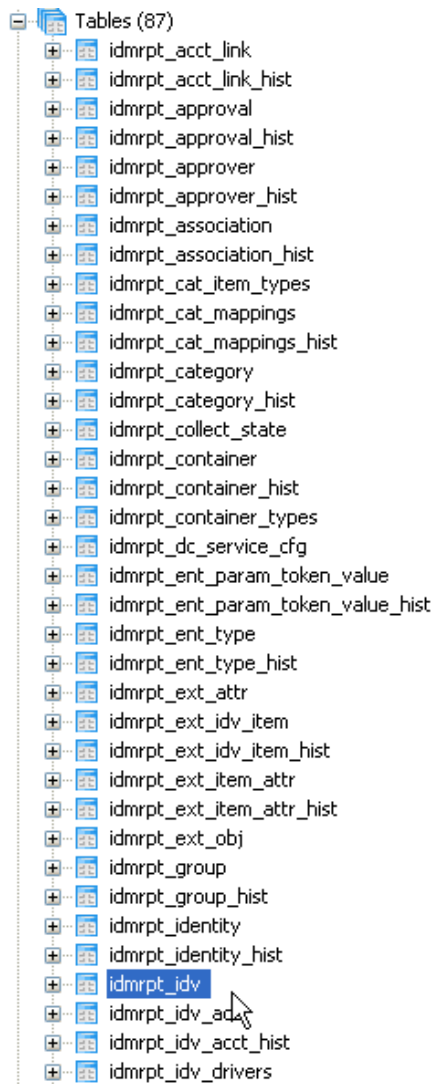 Tables (87)
idmrpt_acct_link
idmrpt_acct_link_hist
idmrpt_approval
idmrpt_approval_hist
idmrpt_approver
idmrpt_approver_hist
idmrpt_association
idmrpt_association_hist
idmrpt_cat_item_types
idmrpt_cat_mappings
idmrpt_cat_mappings_hist
idmrpt_category
idmrpt_category_hist
idmrpt_collect_state
idmrpt_container
idmrpt_container_hist
idmrpt_container_types
idmrpt_dc_service_cfg
idmrpt_ent_param_token_value
idmrpt_ent_param_token_value_hist
idmrpt_ent_type
idmrpt_ent_type_hist
idmrpt_ext_attr
idmrpt_ext_idv_item
idmrpt_ext_idv_item_hist
idmrpt_ext_item_attr
idmrpt_ext_item_attr_hist
idmrpt_ext_obj
idmrpt_group
idmrpt_group_hist
idmrpt_identity
idmrpt_identity_hist
idmrpt_idv
idmrpt_idv_acct_hist
idmrpt_idv_drivers